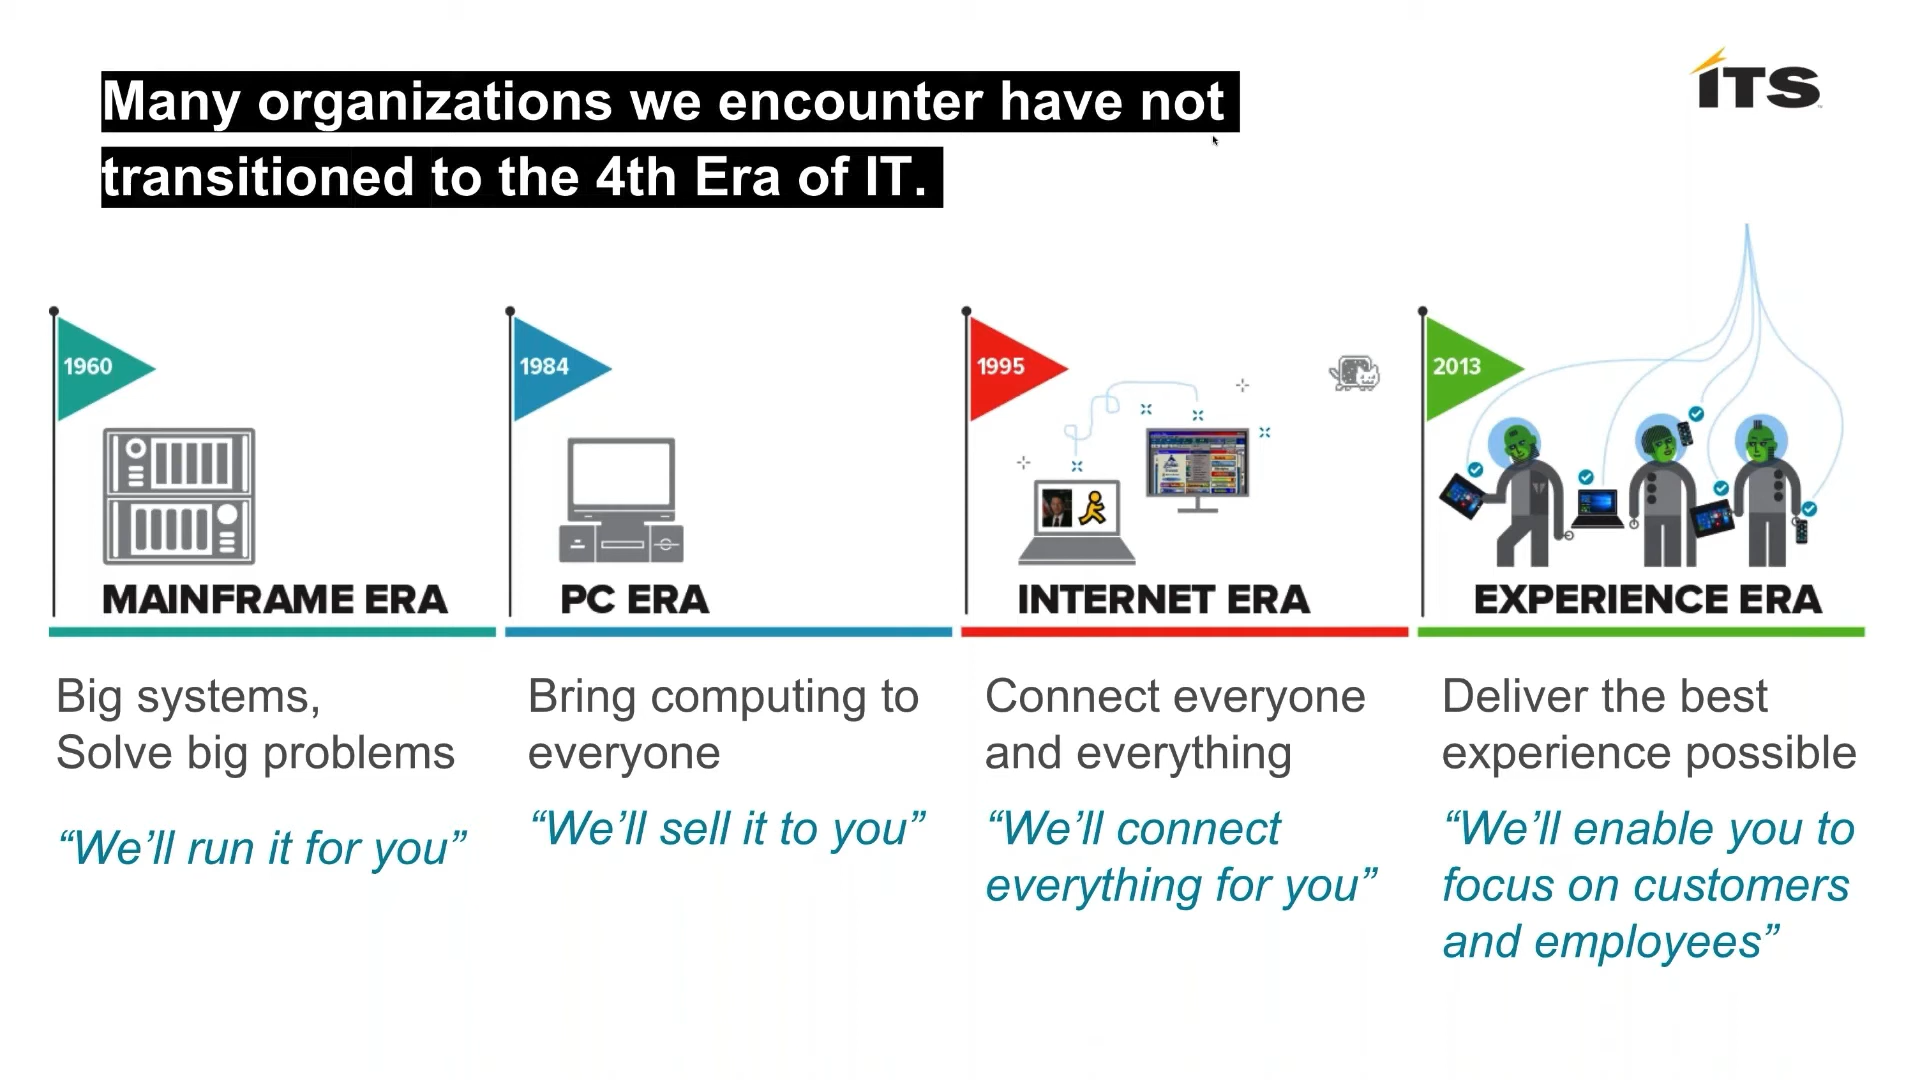 Many organizations we encounter have not
transitioned to the 4th Era of IT.
ITS
1960
MAINFRAME ERA
Big systems,
Solve big problems
“We’ll run it for you”
1984
PC ERA
Bring computing to
everyone
“We’ll sell it to you”
1995
INTERNET ERA
Connect everyone
and everything
“We’ll connect
everything for you”
2013
EXPERIENCE ERA
Deliver the best
experience possible
“We’ll enable you to
focus on customers
and employees”